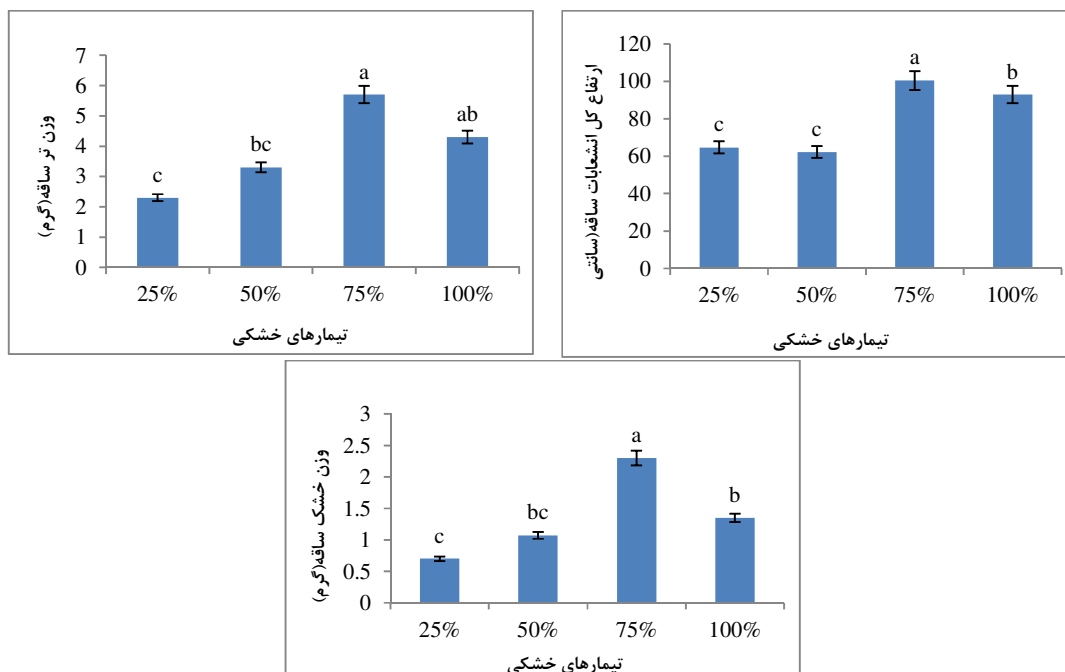 وزن تر ساقه(گرم)
7
6
5
4
3
2
1
0
c
bc
a
ab
25% 50% 75% 100%
تیمارهای خشکی
ارتفاع کل انشعابات ساقه(سانتی
120
100
80
60
40
20
0
c
c
a
b
25% 50% 75% 100%
تیمارهای خشکی
وزن خشک ساقه(گرم)
3
2.5
2
1.5
1
0.5
0
c
bc
a
b
25% 50% 75% 100%
تیمارهای خشکی